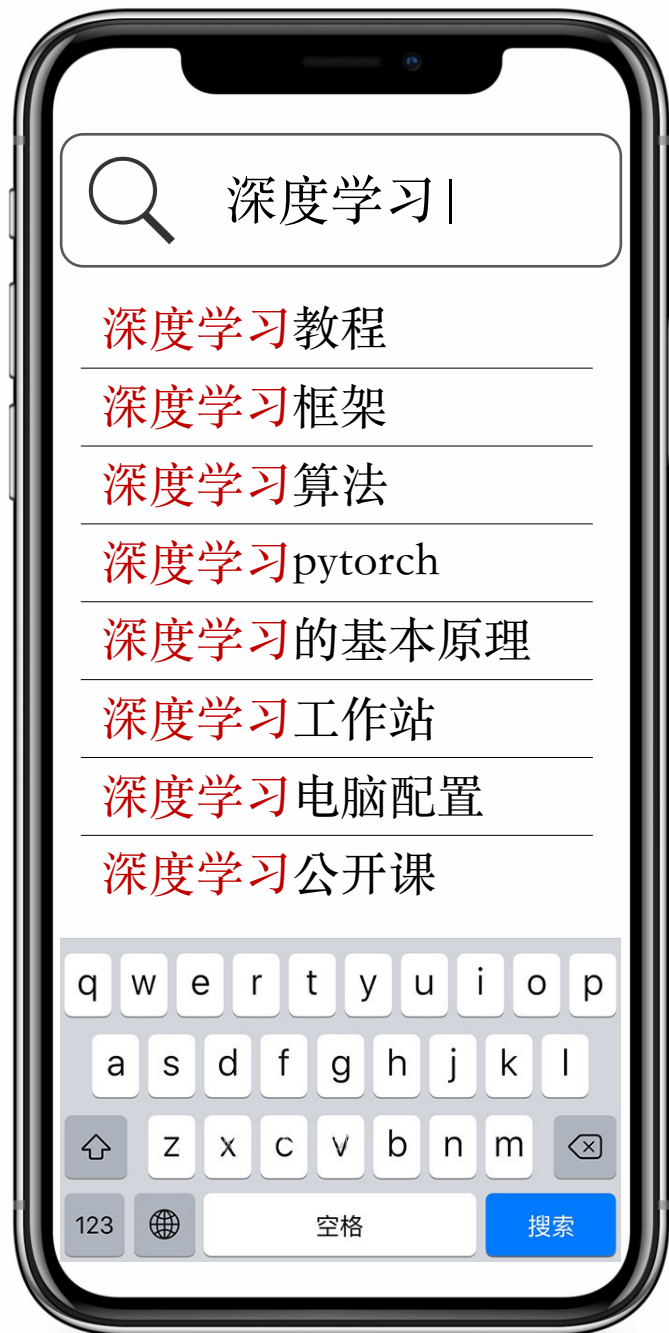 深度学习
深度学习教程
深度学习框架
深度学习算法
深度学习pytorch
深度学习的基本原理
深度学习工作站
深度学习电脑配置
深度学习公开课
q w e r t y u i o p
a s d f g h j k l
z x c v b n m
123 空格 搜索